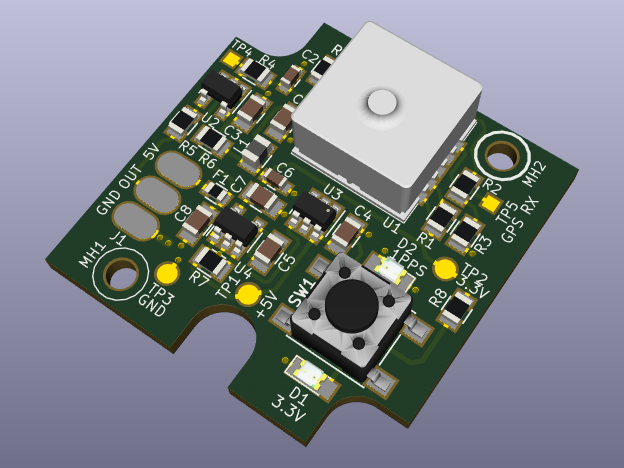 TP4
R4
C2
R
C
U2
C3
R5
R6
GND OUT 5V
F1
C7
C6
U3
C4
U1
MH2
R2
TP5
GPS RX
R1
R3
D2
1PPS
TP2
3.3V
R8
C8
J1
MH1
R7
U4
C5
TP1
+5V
TP3
GND
SW1
D1
3.3V